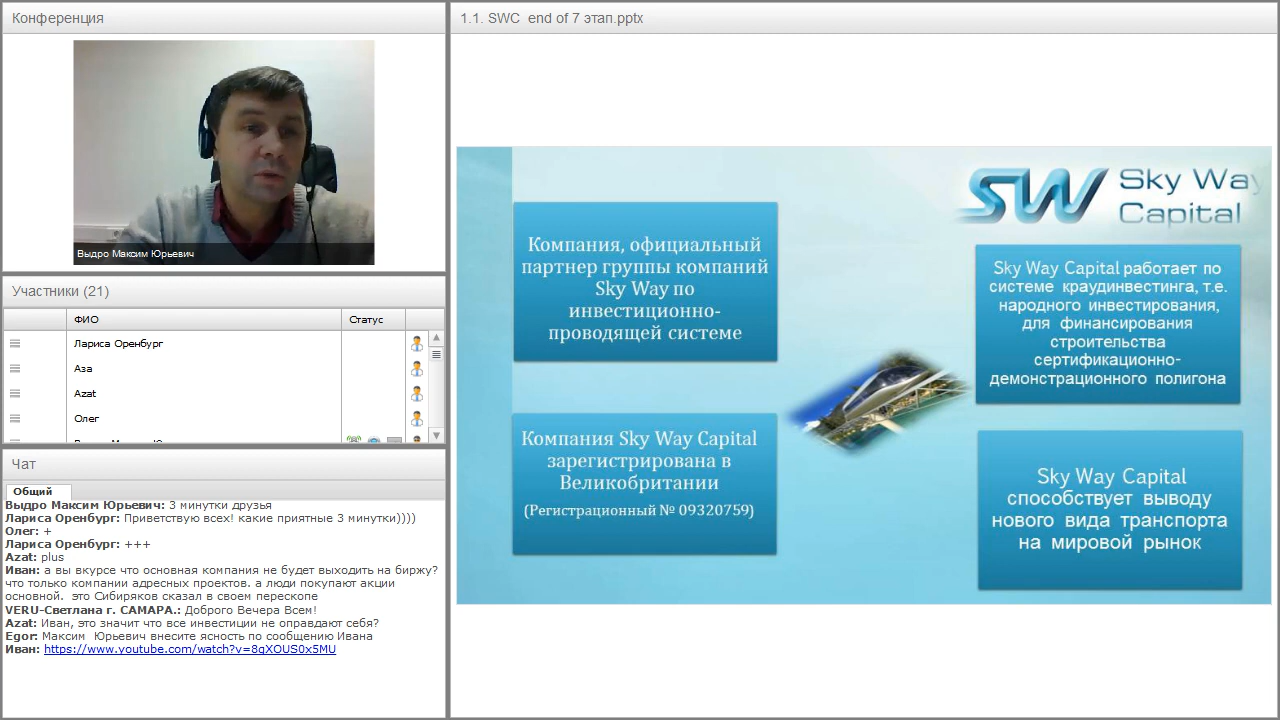 Конференция
Выдро Максим Юрьевич
Участники (21)
ФИО
Статус
Лариса Оренбург
Аза
Azat
Олег
Чат
Общий
Выдро Максим Юрьевич: 3 минутки друзья
Лариса Оренбург: Приветствую всех! какие приятные 3 минутки))))
Олег: +
Лариса Оренбург: +++
Azat: plus
Иван: а вы вкурсе что основная компания не будет выходить на биржу?
что только компании адресных проектов. а люди покупают акции
основной.  это Сибиряков сказал в своем перескопе
VERU-Светлана г. САМАРА.: Доброго Вечера Всем!
Azat: Иван, это значит что все инвестиции не оправдают себя?
Egor: Максим  Юрьевич внесите ясность по сообщению Ивана
Иван: https://www.youtube.com/watch?v=8qXOUS0x5MU
1.1. SWC  end of 7 этап.pptx
SW Sky Way
Capital
Компания, официальный
партнер группы компаний
Sky Way по
инвестиционно-
проводящей системе
Sky Way Capital работает по
системе краудинвестинга, т.е.
народного инвестирования,
для финансирования
строительства
сертификационно-
демонстрационного полигона
Компания Sky Way Capital
зарегистрирована в
Великобритании
(Регистрационный № 09320759)
Sky Way Capital
способствует выводу
нового вида транспорта
на мировой рынок